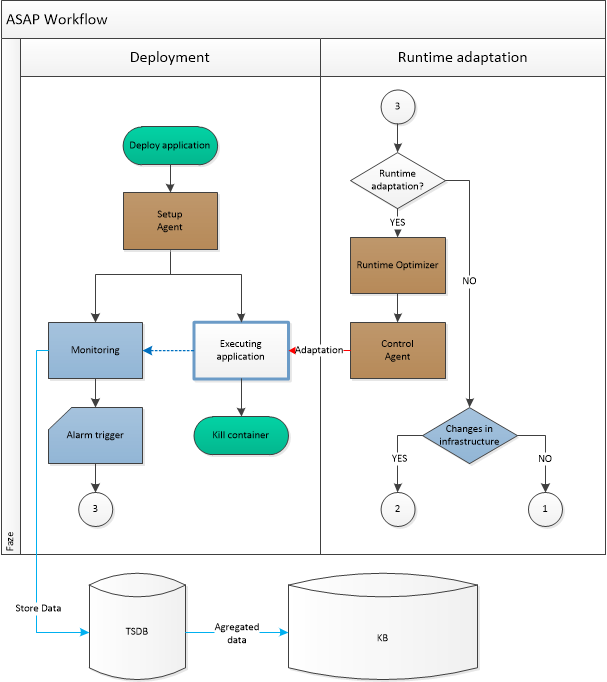 ASAP Workflow
Deployment
Runtime adaptation
Faze
Deploy application
Setup
Agent
Monitoring
Executing
application
Alarm trigger
Kill container
3
3
Runtime
adaptation?
YES
NO
Runtime Optimizer
Control
Agent
Adaptation
Changes in
infrastructure
YES
NO
2
1
Store Data
TSDB
Agregated
data
KB